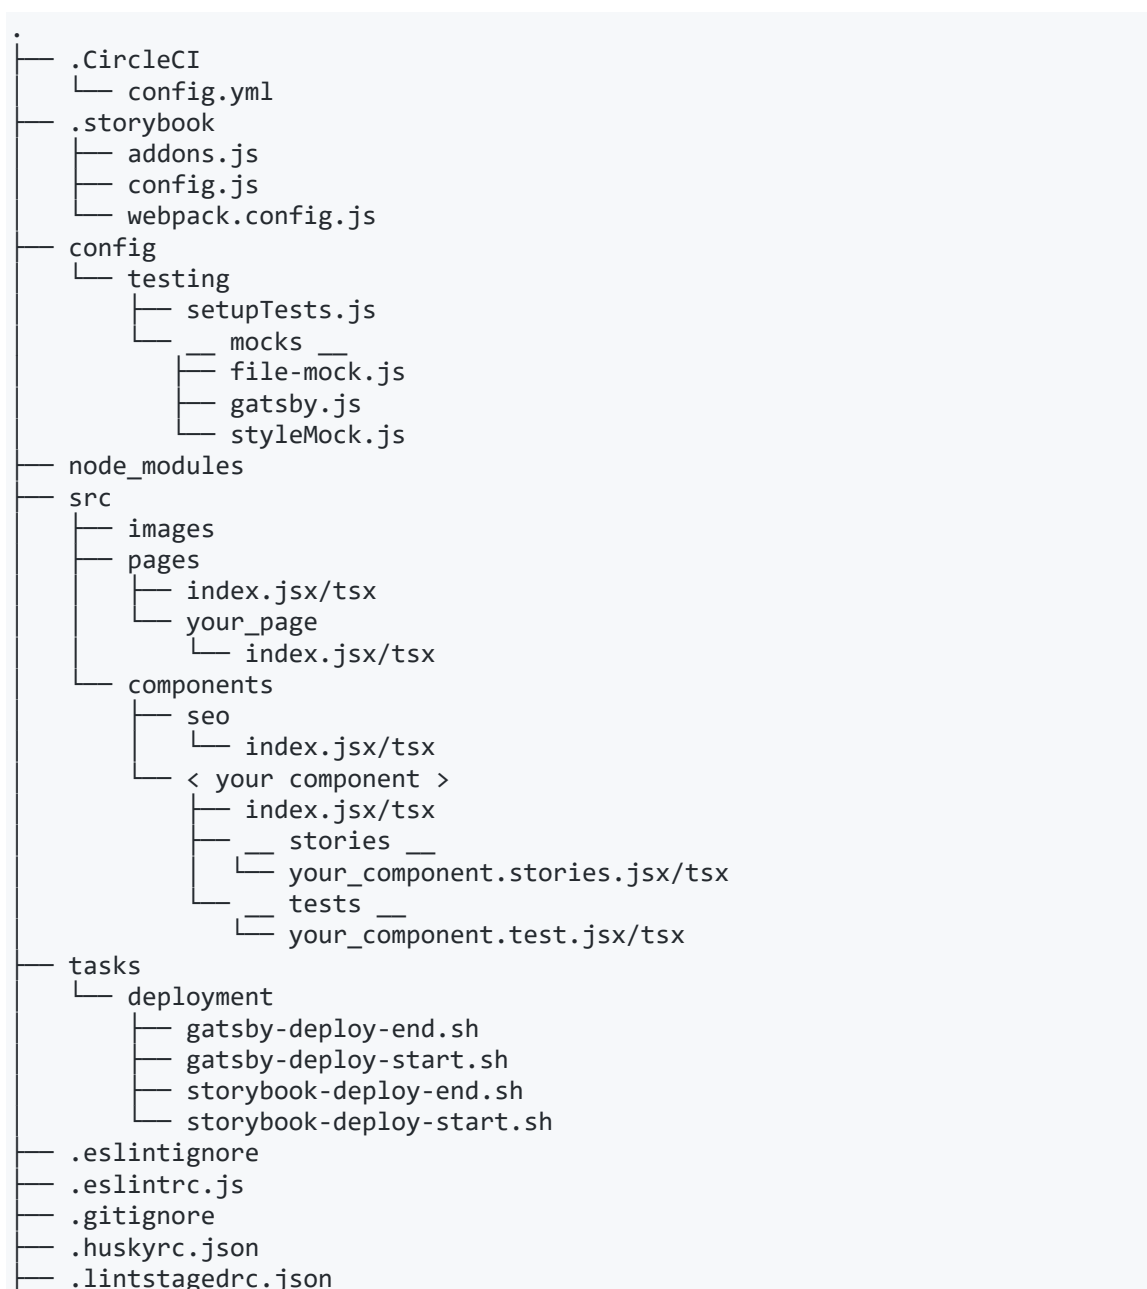 .
├── .CircleCI
│   └── config.yml
├── .storybook
│   ├── addons.js
│   ├── config.js
│   └── webpack.config.js
├── config
│   └── testing
│       ├── setupTests.js
│       └── __ mocks __
│          ├── file-mock.js
│          ├── gatsby.js
│          └── styleMock.js
├── node_modules
├── src
│   ├── images
│   ├── pages
│   │   ├── index.jsx/tsx
│   │   └── your_page
│   │       └── index.jsx/tsx
│   └── components
│       ├── seo
│       │   └── index.jsx/tsx
│       └── < your component >
│           ├── index.jsx/tsx
│           ├── __ stories __
│           │  └── your_component.stories.jsx/tsx
│           └── __ tests __
│              └── your_component.test.jsx/tsx
├── tasks
│   └── deployment
│       ├── gatsby-deploy-end.sh
│       ├── gatsby-deploy-start.sh
│       ├── storybook-deploy-end.sh
│       └── storybook-deploy-start.sh
├── .eslintignore
├── .eslintrc.js
├── .gitignore
├── .huskyrc.json
├── .lintstagedrc.json